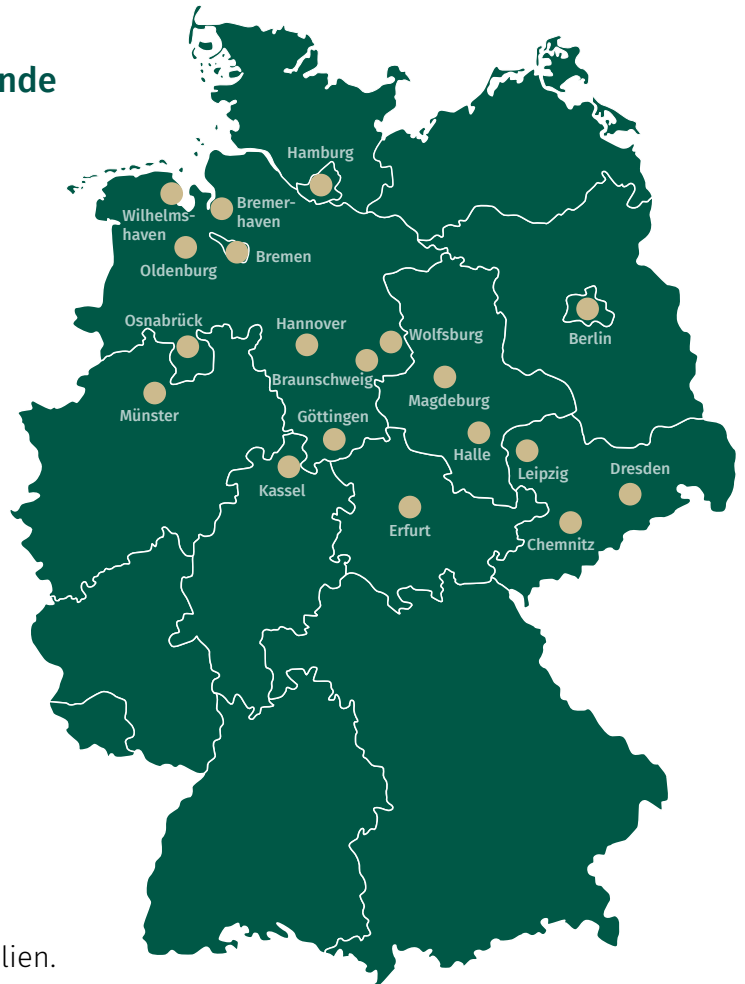 nde
Hamburg
Wilhelms-
haven
Bremer-
haven
Oldenburg
Bremen
Osnabrück
Hannover
Wolfsburg
Berlin
Braunschweig
Münster
Magdeburg
Göttingen
Halle
Leipzig
Dresden
Kassel
Erfurt
Chemnitz
lien.